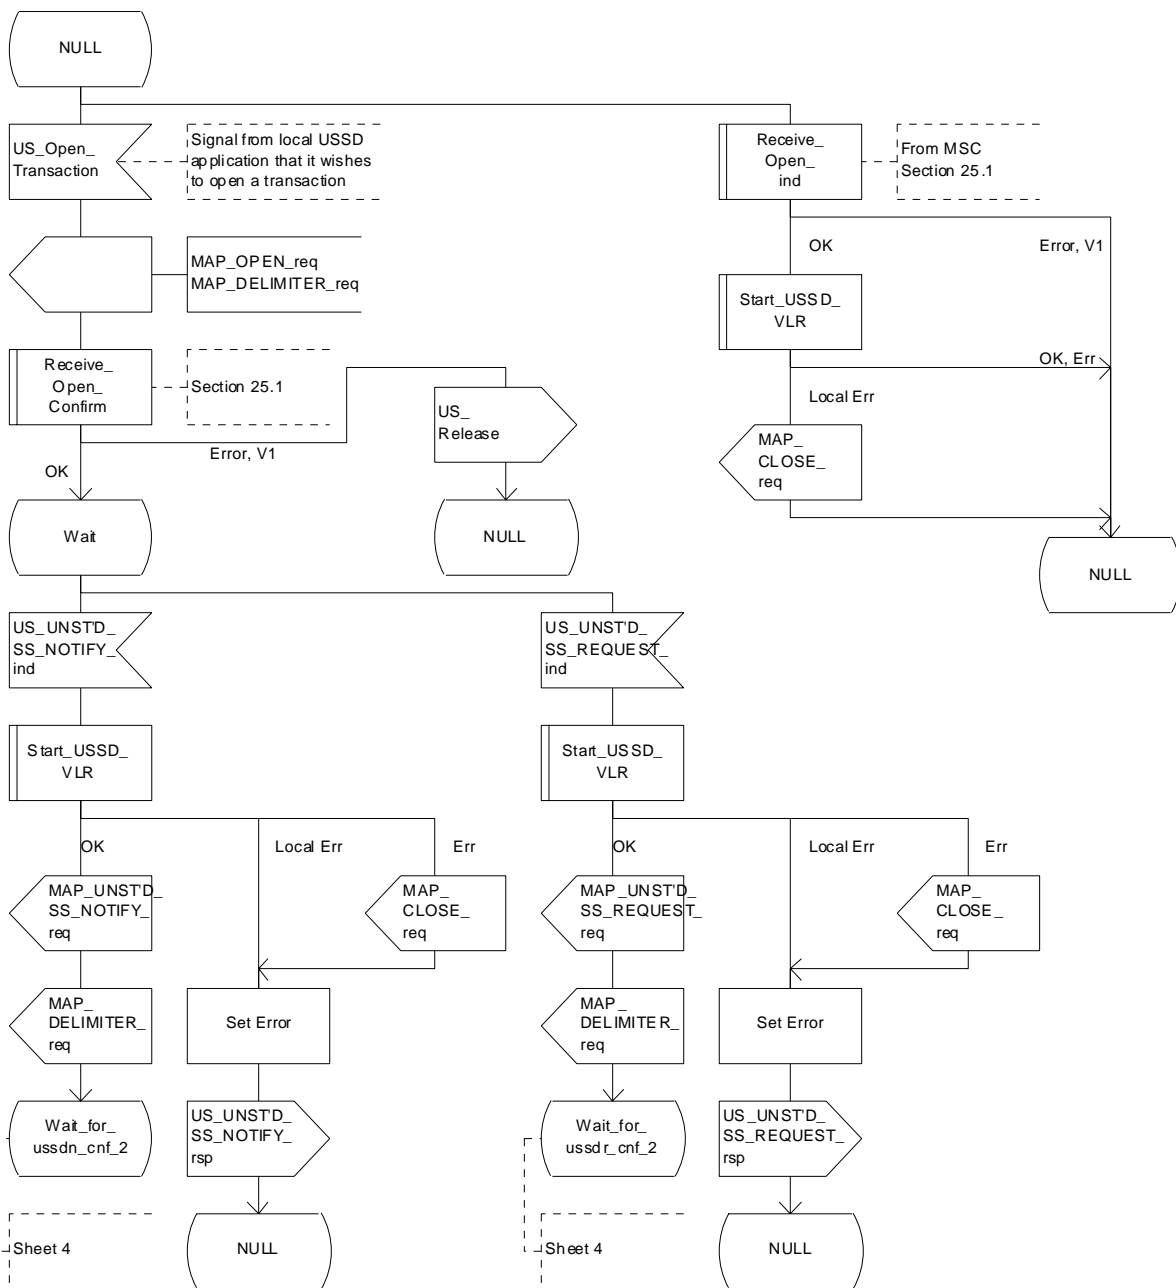 NULL
US_Open_
Transaction
Signal from local USSD
application that it wishes
to open a transaction
Receive_
Open_
ind
From MSC
Section 25.1
MAP_OPEN_req
MAP_DELIMITER_req
OK
Error, V1
Start_USSD_
VLR
Receive_
Open_
Confirm
Section 25.1
OK, Err
US_
Release
Local Err
Error, V1
OK
MAP_
CLOSE_
req
Wait
NULL
NULL
US_UNST'D_
SS_NOTIFY_
ind
US_UNST'D_
SS_REQUEST_
ind
Start_USSD_
VLR
Start_USSD_
VLR
OK
Local Err
Err
OK
Local Err
Err
MAP_UNST'D_
SS_NOTIFY_
req
MAP_
CLOSE_
req
MAP_UNST'D_
SS_REQUEST_
req
MAP_
CLOSE_
req
MAP_
DELIMITER_
req
Set Error
MAP_
DELIMITER_
req
Set Error
Wait_for_
ussdn_cnf_2
US_UNST'D_
SS_NOTIFY_
rsp
Wait_for_
ussdr_cnf_2
US_UNST'D_
SS_REQUEST_
rsp
Sheet 4
NULL
Sheet 4
NULL